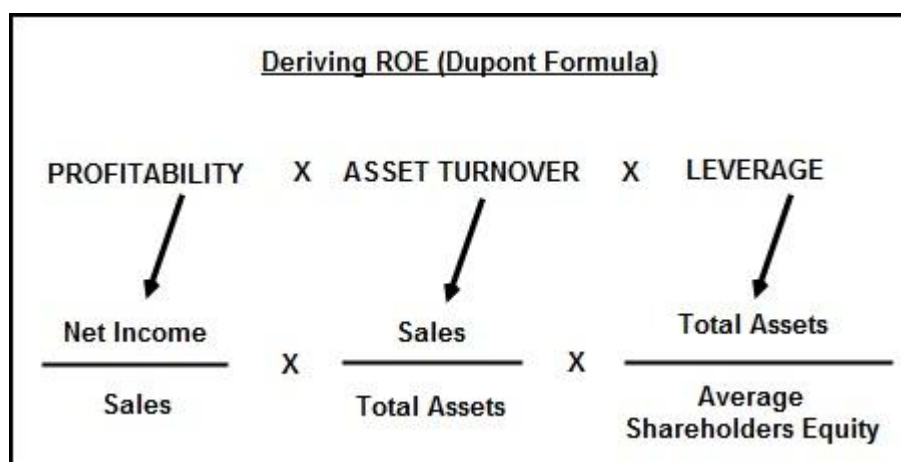 Deriving ROE (Dupont Formula)
PROFITABILITY X ASSET TURNOVER X LEVERAGE
Net Income Sales Total Assets
X X
Sales Total Assets Average
Shareholders Equity